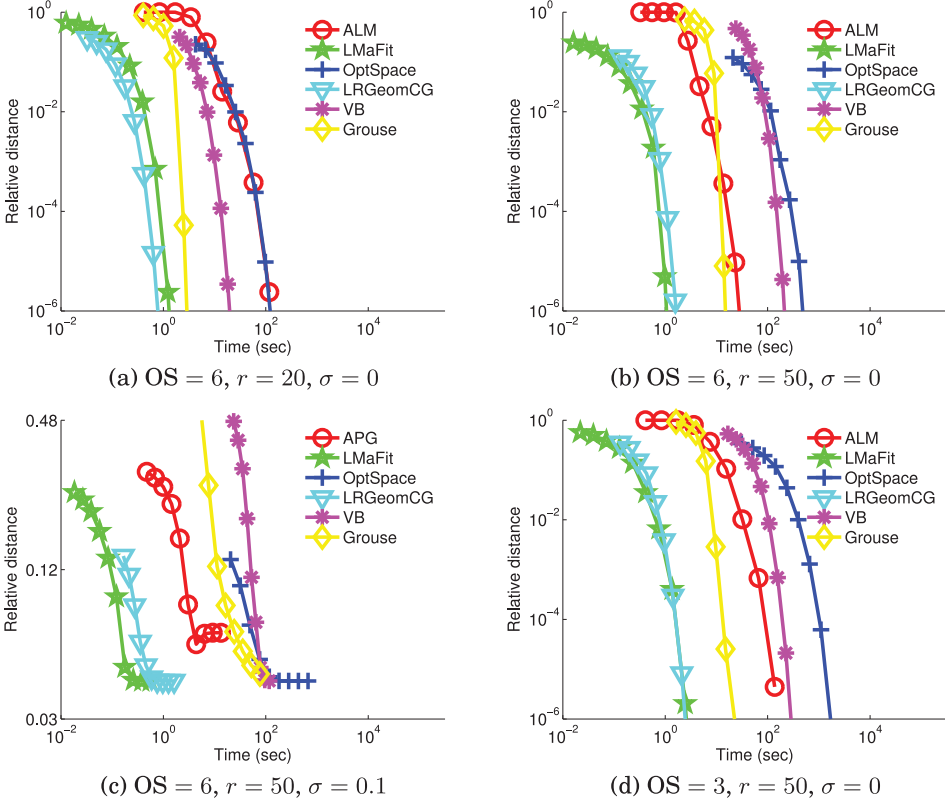 10^0
10^-2
10^-4
10^-6
Relative distance
ALM
LMaFit
OptSpace
LRGeomCG
VB
Grouse
10^-2 10^0 10^2 10^4
Time (sec)
(a) OS = 6, r = 20, σ = 0
10^0
10^-2
10^-4
10^-6
Relative distance
ALM
LMaFit
OptSpace
LRGeomCG
VB
Grouse
10^-2 10^0 10^2 10^4
Time (sec)
(b) OS = 6, r = 50, σ = 0
0.48
0.12
0.03
Relative distance
APG
LMaFit
OptSpace
LRGeomCG
VB
Grouse
10^-2 10^0 10^2 10^4
Time (sec)
(c) OS = 6, r = 50, σ = 0.1
10^0
10^-2
10^-4
10^-6
Relative distance
ALM
LMaFit
OptSpace
LRGeomCG
VB
Grouse
10^-2 10^0 10^2 10^4
Time (sec)
(d) OS = 3, r = 50, σ = 0